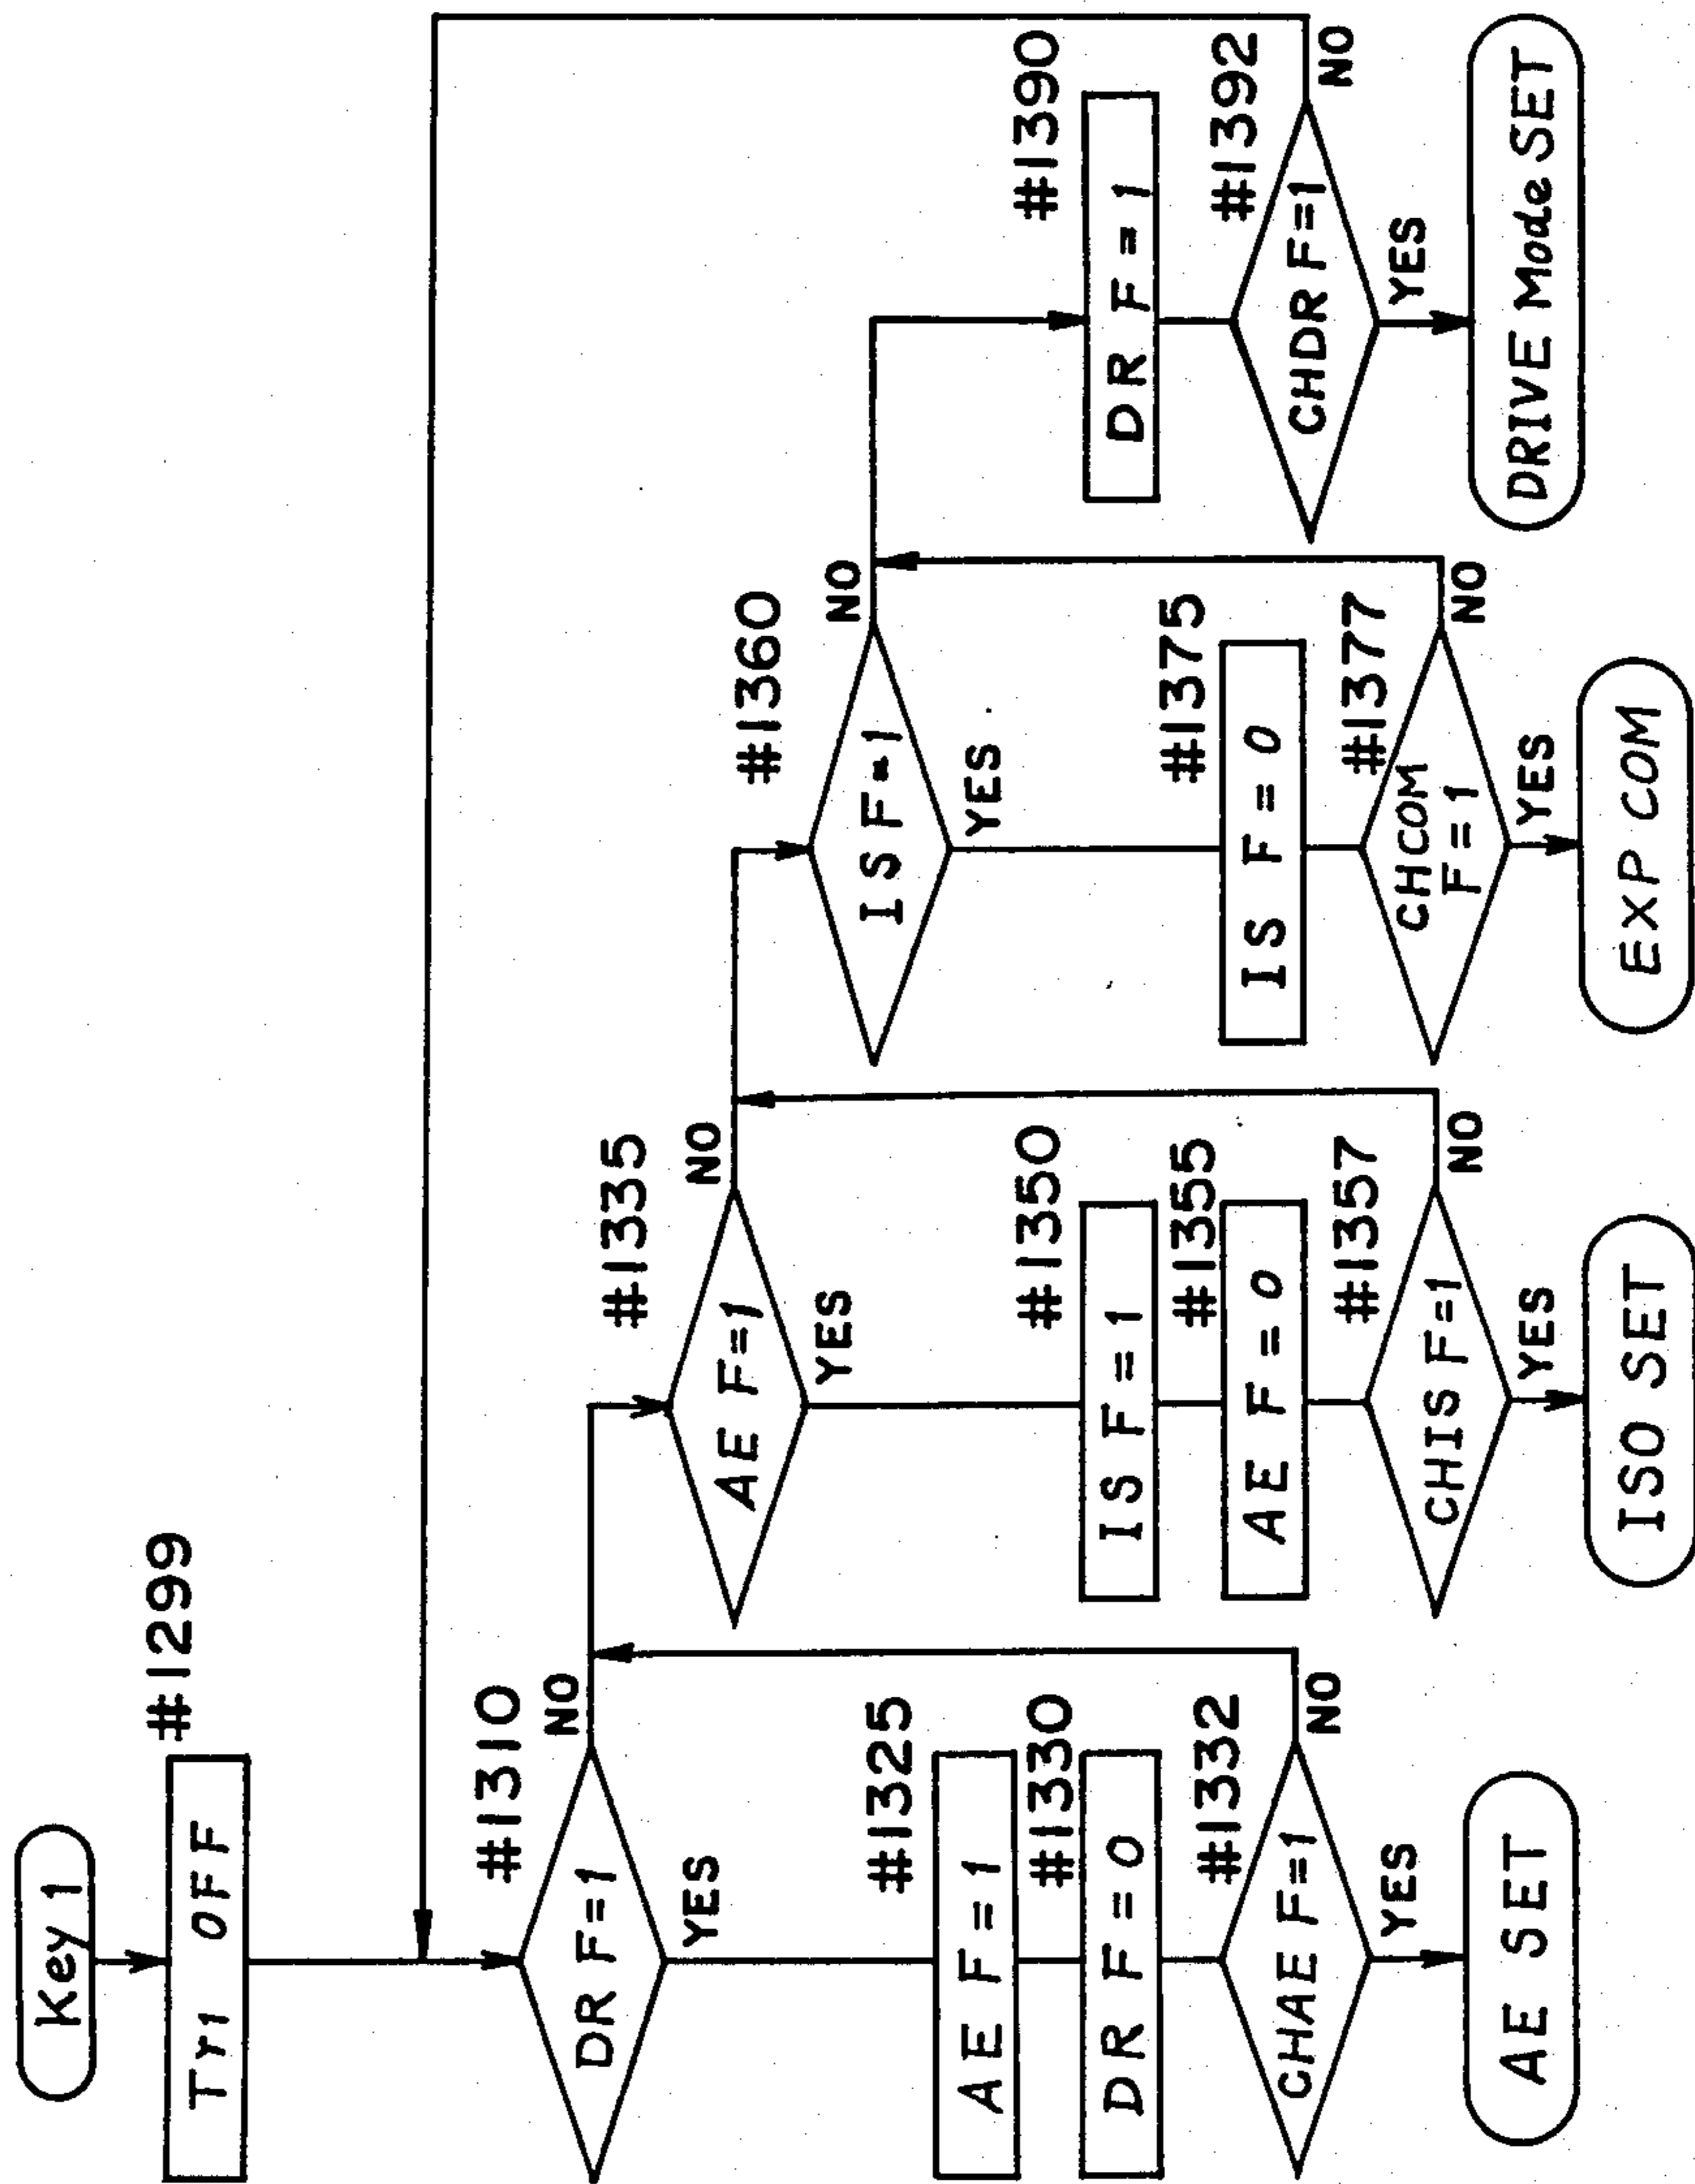 Key 1
#1299
Tr1 OFF
#1310
DR F=1
NO
YES
#1325
AE F=1
#1330
DR F=0
#1332
CHAE F=1
NO
YES
AE SET
#1335
AE F=1
NO
YES
#1350
IS F=1
#1355
AE F=0
#1357
CHIS F=1
NO
YES
ISO SET
#1360
IS F=1
NO
YES
#1375
IS F=0
#1377
CHCOM
F=1
NO
YES
EXP COM
#1390
DR F=1
#1392
CHDR F=1
NO
YES
DRIVE Mode SET